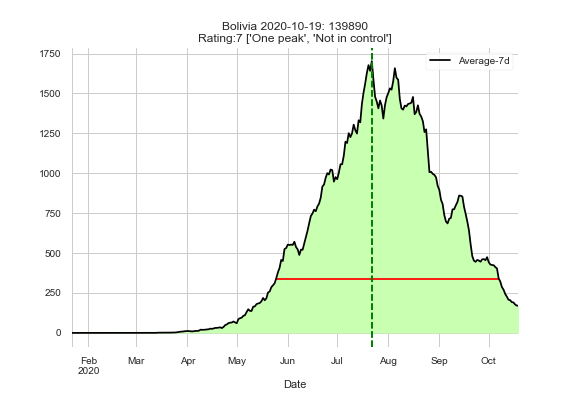 Bolivia 2020-10-19: 139890
Rating:7 ['One peak', 'Not in control']
Average-7d
1750
1500
1250
1000
750
500
250
0
Feb Mar Apr May Jun Jul Aug Sep Oct
2020
Date